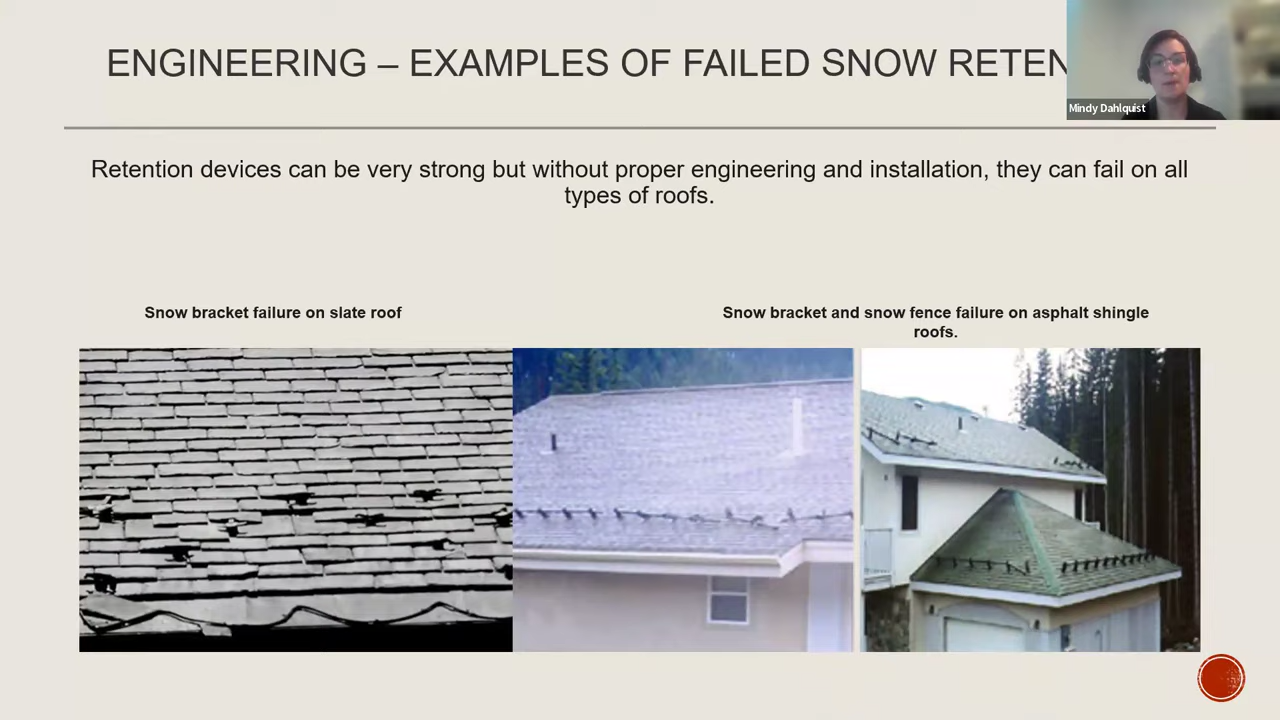 ENGINEERING – EXAMPLES OF FAILED SNOW RETEN
Mindy Dahlquist
Retention devices can be very strong but without proper engineering and installation, they can fail on all
types of roofs.
Snow bracket failure on slate roof
Snow bracket and snow fence failure on asphalt shingle
roofs.